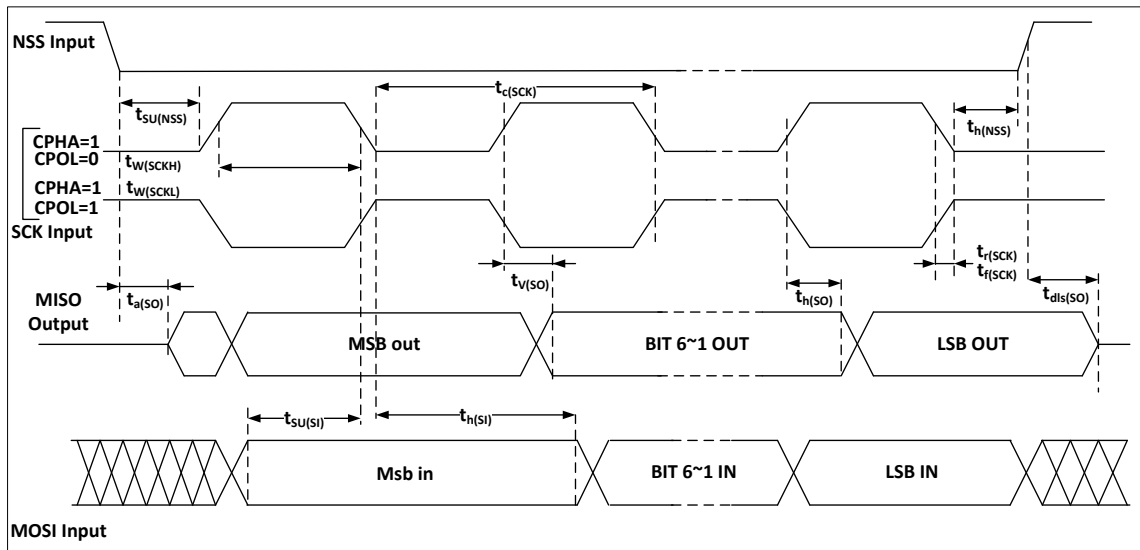 NSS Input
tc(SCK)
tSU(NSS)
th(NSS)
CPHA=1
CPOL=0
tW(SCKH)
CPHA=1
tW(SCKL)
CPOL=1
SCK Input
tr(SCK)
tf(SCK)
tV(SO)
ta(SO)
th(SO)
tdis(SO)
MISO
Output
MSB out
BIT 6~1 OUT
LSB OUT
tSU(SI)
th(SI)
Msb in
BIT 6~1 IN
LSB IN
MOSI Input